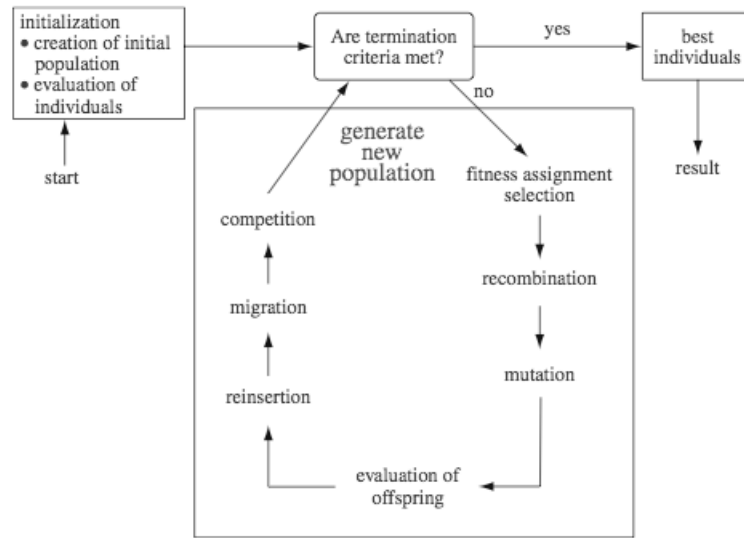 initialization
• creation of initial
population
• evaluation of
individuals
start
Are termination
criteria met?
yes
best
individuals
result
no
generate
new
population
fitness assignment
selection
recombination
mutation
evaluation of
offspring
reinsertion
migration
competition